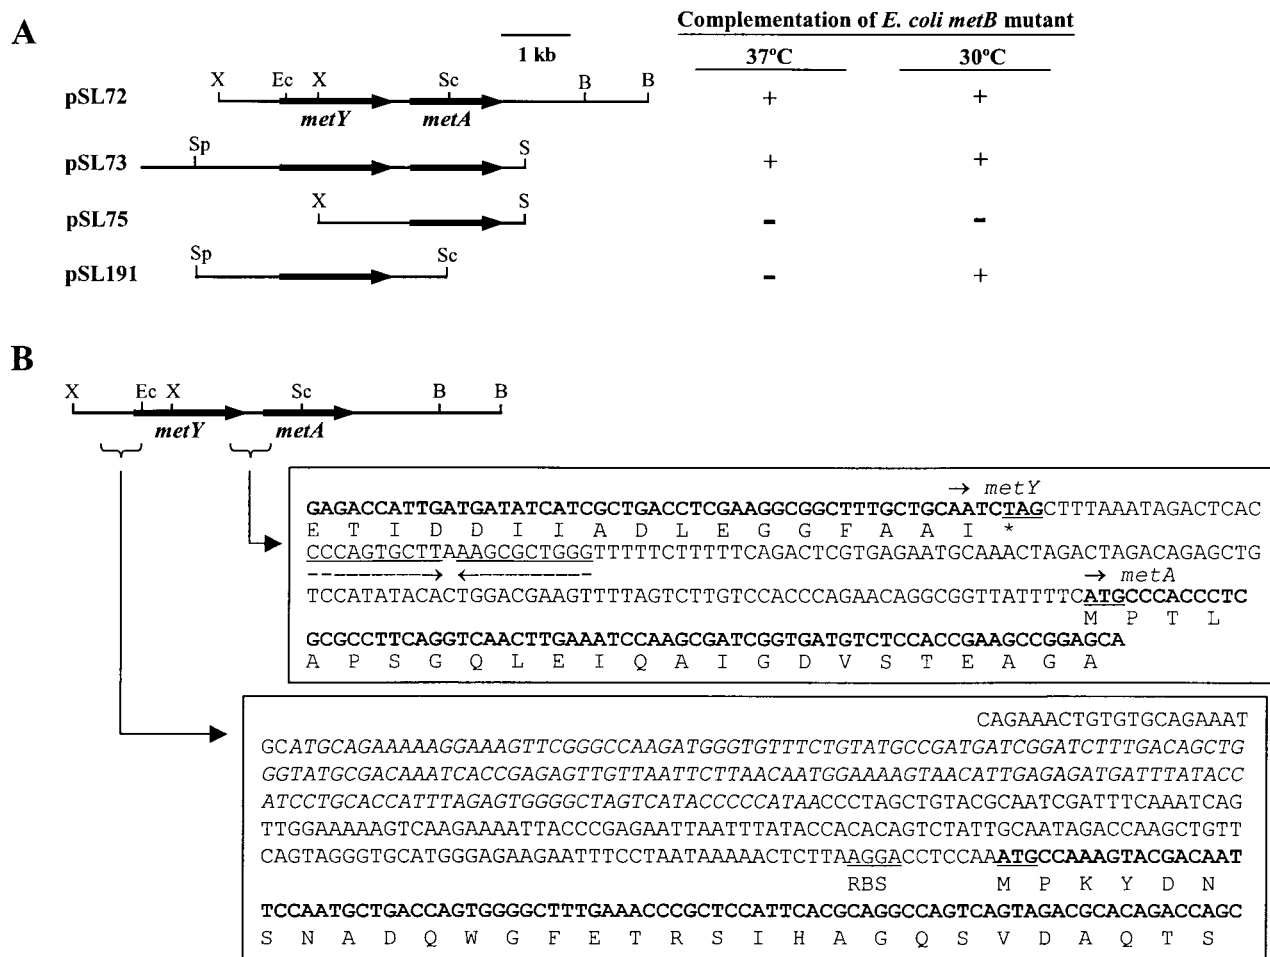 A
Complementation of E. coli metB mutant
1 kb
37ºC 30ºC
X Ec X Sc B B
pSL72 + +
metY metA
Sp S
pSL73 + +
X S
pSL75 - -
Sp Sc
pSL191 - +
B
X Ec X Sc B B
metY metA
→ metY
GAGACCATTGATGATATCATCGCTGACCTCGAAGGCGGCTTTGCTGCAATCTAGCTTTAAATAGACTCAC
E T I D D I I A D L E G G F A A I *
CCCAGTGCTTAAAGCGCTGGGTTTTTCTTTTTCAGACTCGTGAGAATGCAAACTAGACTAGACAGAGCTG
→ metA
TCCATATACACTGGACGAAGTTTTAGTCTTGTCCACCCAGAACAGGCGGTTATTTTCATGCCCACCCTC
M P T L
GCGCCTTCAGGTCAACTTGAAATCCAAGCGATCGGTGATGTCTCCACCGAAGCCGGAGCA
A P S G Q L E I Q A I G D V S T E A G A
CAGAAACTGTGTGCAGAAAT
GCATGCAGAAAAAGGAAAGTTCGGGCCAAGATGGGTGTTTCTGTATGCCGATGATCGGATCTTTGACAGCTG
GGTATGCGACAAATCACCGAGAGTTGTTAATTCTTAACAATGGAAAAGTAACATTGAGAGATGATTTATACC
ATCCTGCACCATTTAGAGTGGGGCTAGTCATACCCCCATAACCCTAGCTGTACGCAATCGATTTCAAATCAG
TTGGAAAAAGTCAAGAAAATTACCCGAGAATTAATTTATACCACACAGTCTATTGCAATAGACCAAGCTGTT
CAGTAGGGTGCATGGGAGAAGAATTTCCTAATAAAAACTCTTAAGGACCTCCAAATGCCAAAGTACGACAAT
RBS M P K Y D N
TCCAATGCTGACCAGTGGGGCTTTGAAACCCGCTCCATTCACGCAGGCCAGTCAGTAGACGCACAGACCAGC
S N A D Q W G F E T R S I H A G Q S V D A Q T S